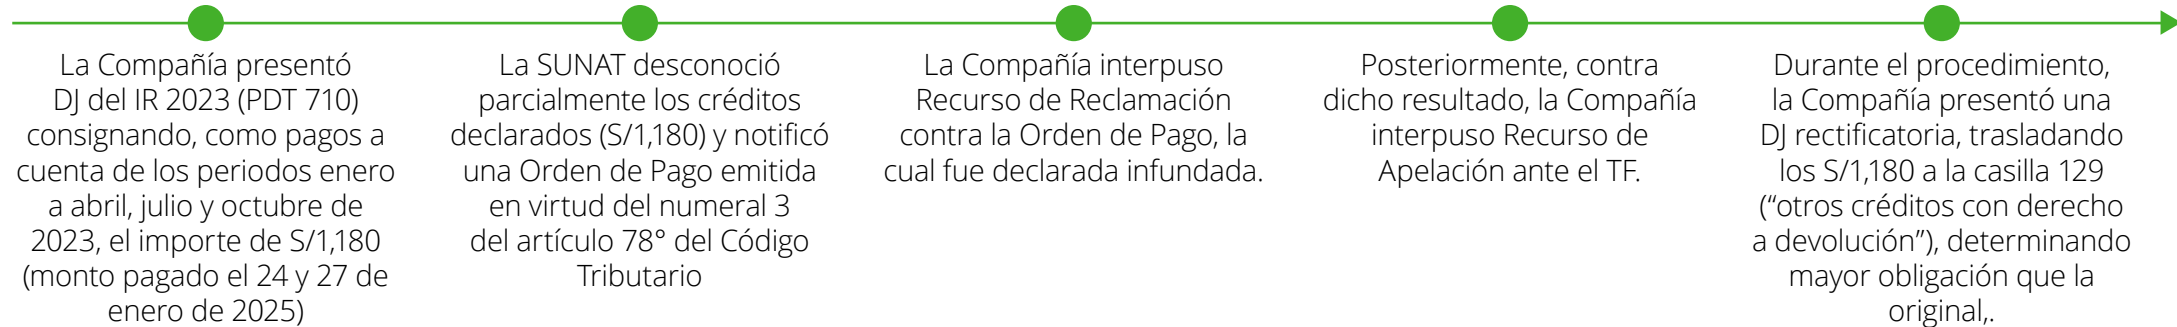 La Compañía presentó
DJ del IR 2023 (PDT 710)
consignando, como pagos a
cuenta de los periodos enero
a abril, julio y octubre de
2023, el importe de S/1,180
(monto pagado el 24 y 27 de
enero de 2025)
La SUNAT desconoció
parcialmente los créditos
declarados (S/1,180) y notificó
una Orden de Pago emitida
en virtud del numeral 3
del artículo 78° del Código
Tributario
La Compañía interpuso
Recurso de Reclamación
contra la Orden de Pago, la
cual fue declarada infundada.
Posteriormente, contra
dicho resultado, la Compañía
interpuso Recurso de
Apelación ante el TF.
Durante el procedimiento,
la Compañía presentó una
DJ rectificatoria, trasladando
los S/1,180 a la casilla 129
(“otros créditos con derecho
a devolución”), determinando
mayor obligación que la
original,.